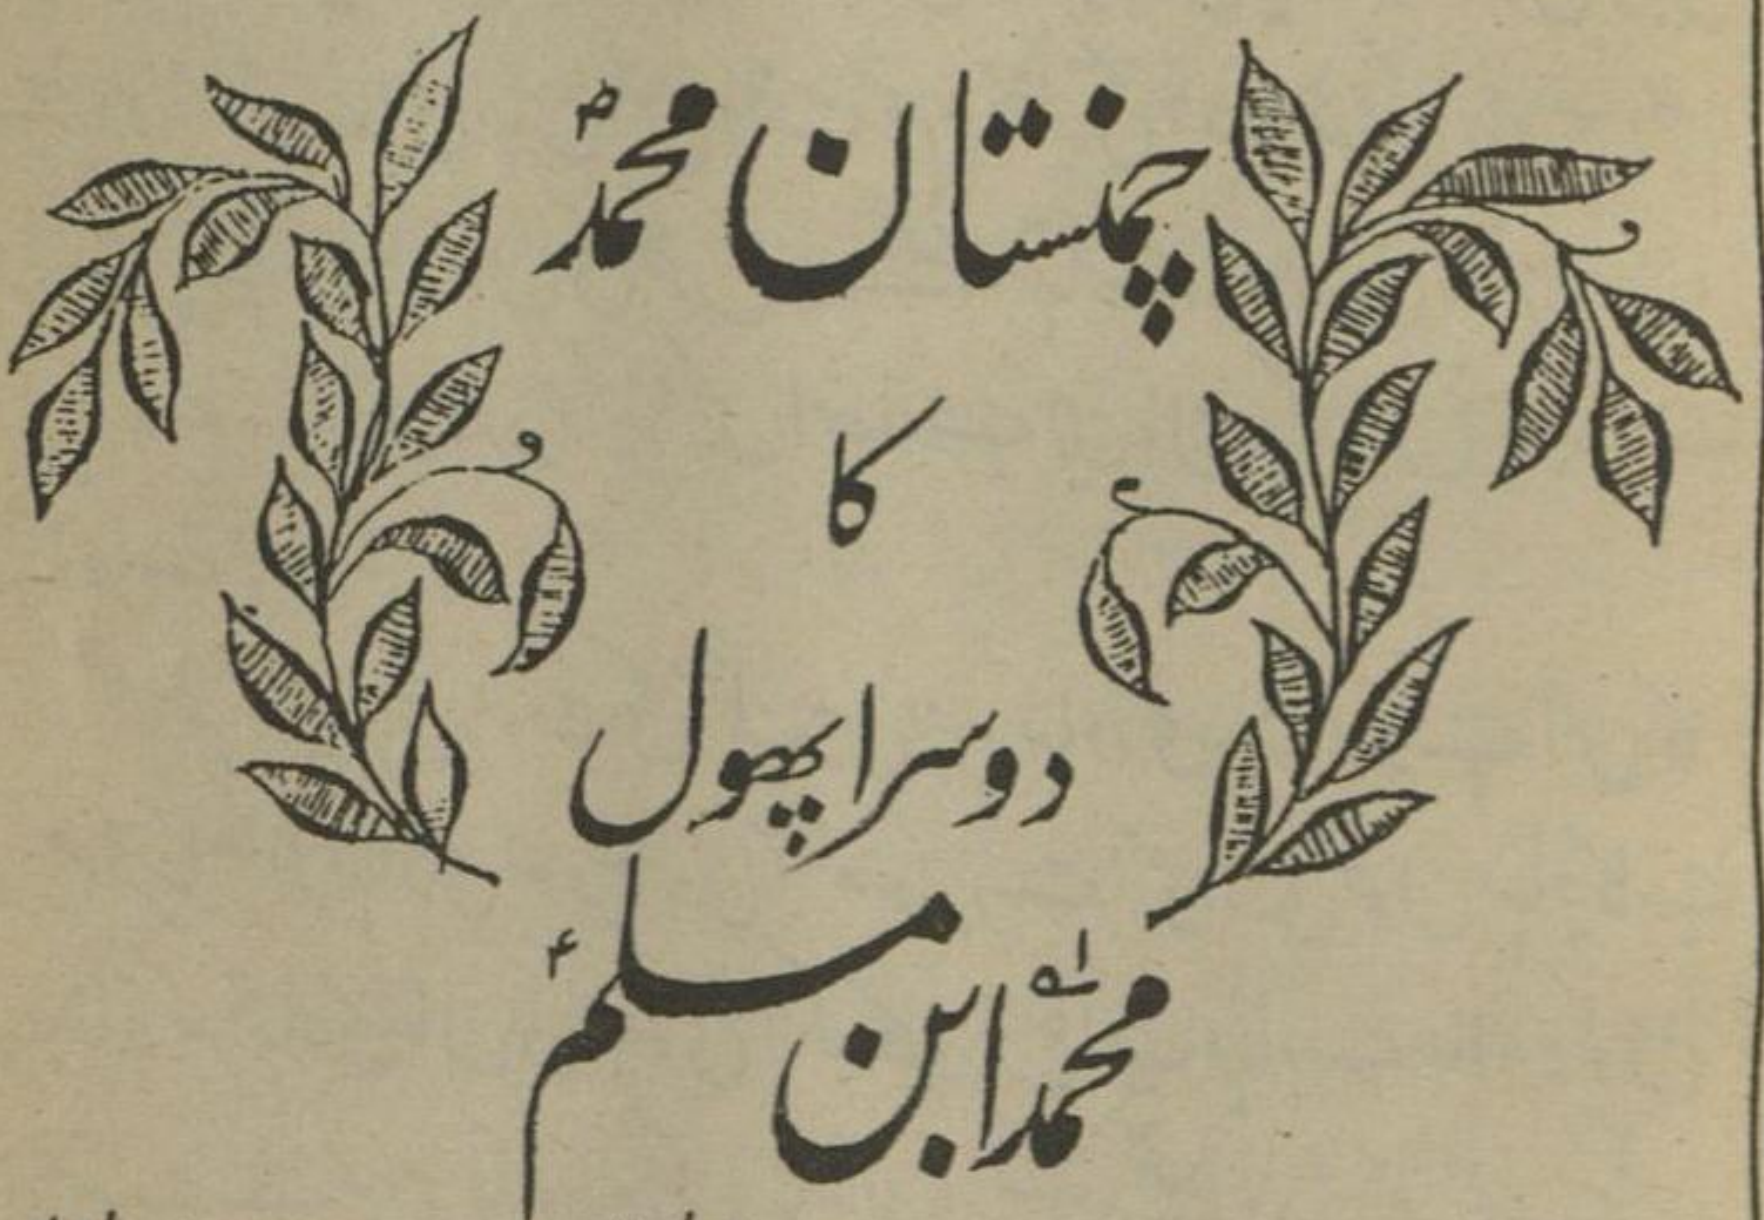 چمنستان محمدؐ
کا
دوسرا پھول
محمدؐ ابن مسلمؑ